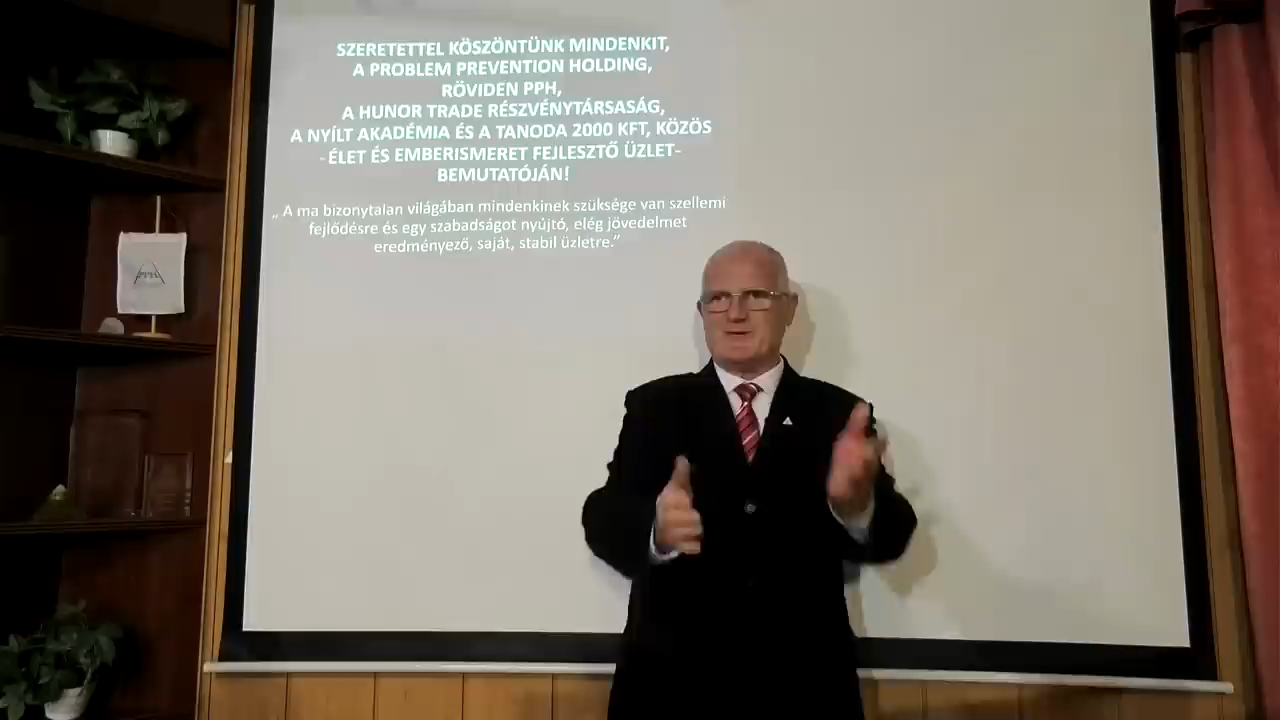 SZERETETTEL KÖSZÖNTÜNK MINDENKIT,
A PROBLEM PREVENTION HOLDING,
RÖVIDEN PPH,
A HUNOR TRADE RÉSZVÉNYTÁRSASÁG,
A NYÍLT AKADÉMIA ÉS A TANODA 2000 KFT, KÖZÖS
-ÉLET ÉS EMBERISMERET FEJLESZTŐ ÜZLET-
BEMUTATÓJÁN!
„ A ma bizonytalan világában mindenkinek szüksége van szellemi
fejlődésre és egy szabadságot nyújtó, elég jövedelmet
eredményező, saját, stabil üzletre.”
PPH